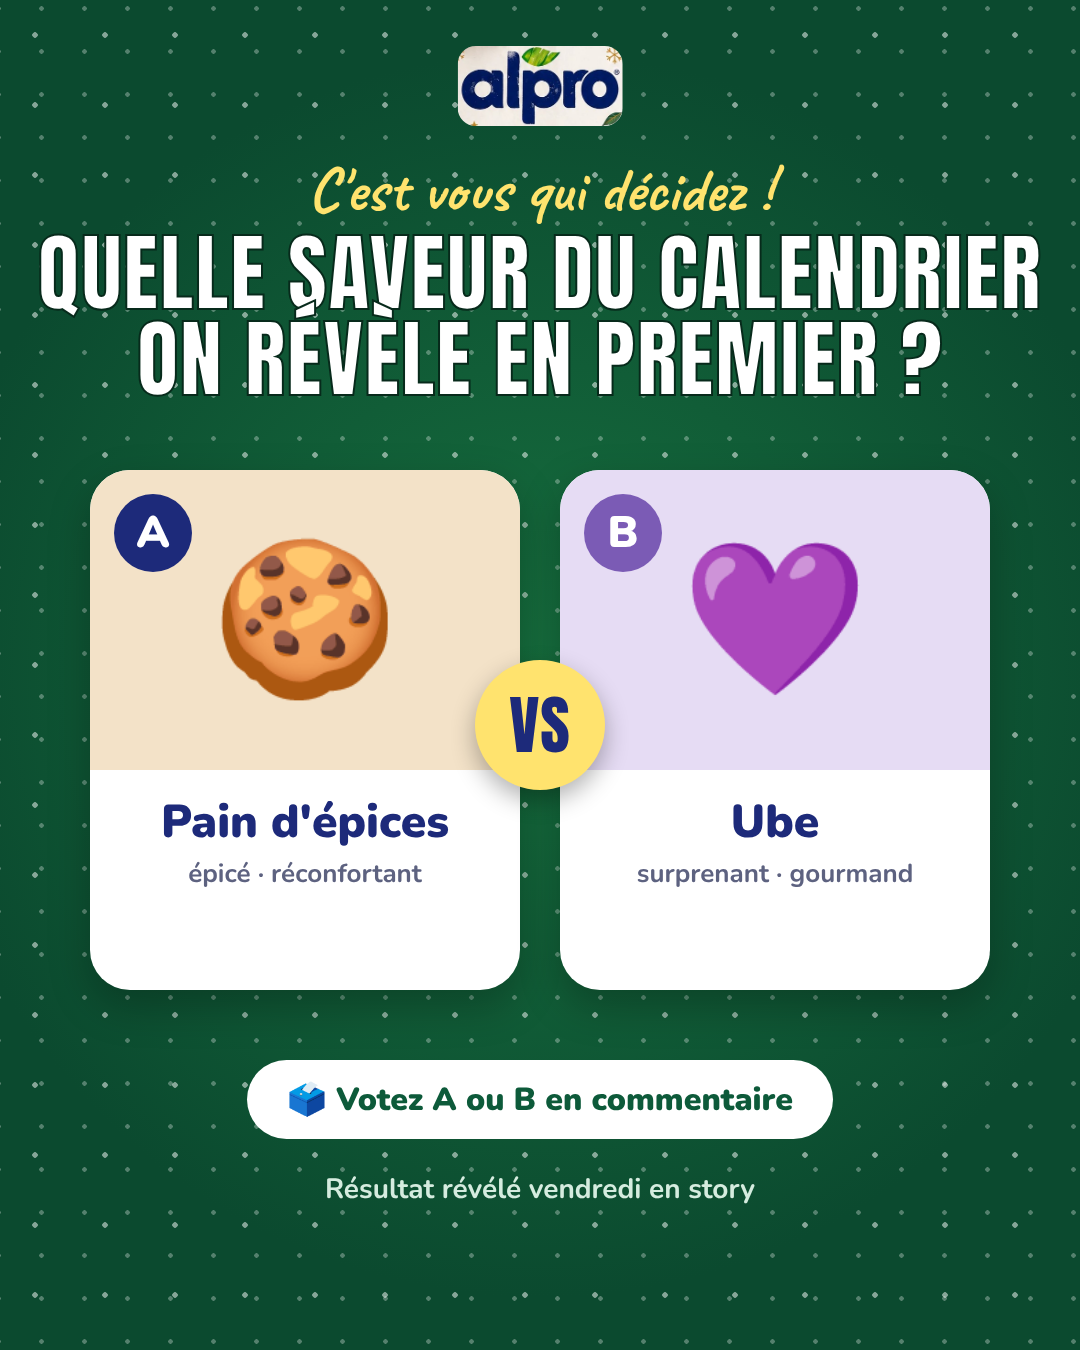 alpro
C'est vous qui décidez !
QUELLE SAVEUR DU CALENDRIER
ON RÉVÈLE EN PREMIER ?
A
B
VS
Pain d'épices
épicé · réconfortant
Ube
surprenant · gourmand
Votez A ou B en commentaire
Résultat révélé vendredi en story